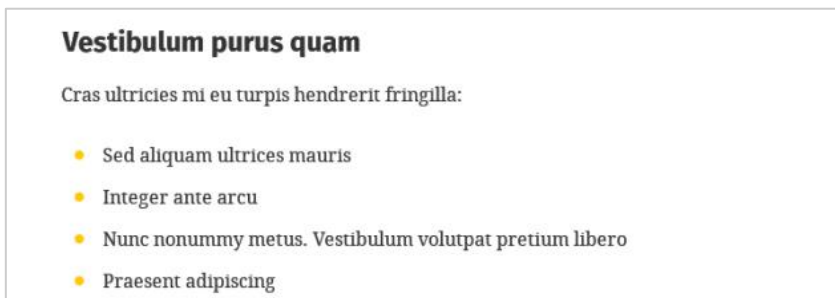 Vestibulum purus quam
Cras ultricies mi eu turpis hendrerit fringilla:
• Sed aliquam ultrices mauris
• Integer ante arcu
• Nunc nonummy metus. Vestibulum volutpat pretium libero
• Praesent adipiscing